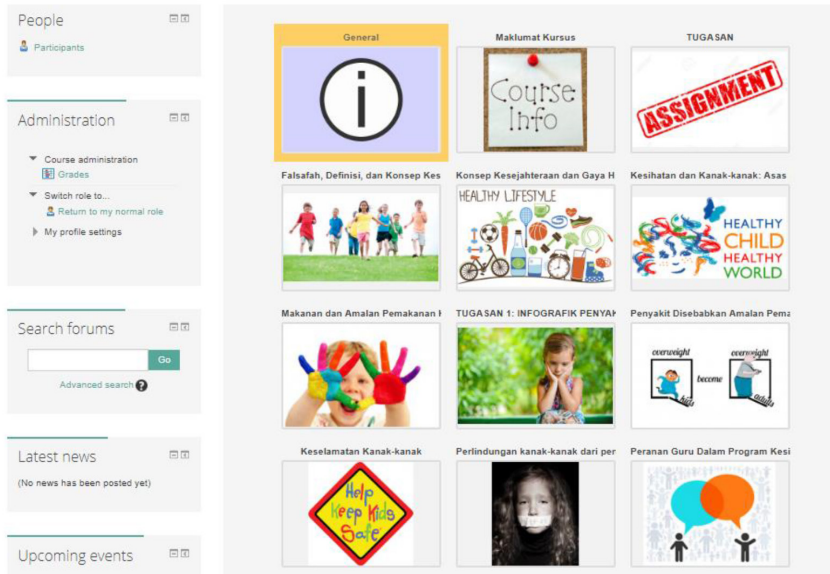 People
Participants
Administration
Course administration
Grades
Switch role to...
Return to my normal role
My profile settings
Search forums
Go
Advanced search
Latest news
(No news has been posted yet)
Upcoming events
General
Maklumat Kursus
TUGASAN
i
Course
Info
ASSIGNMENT
Falsafah, Definisi, dan Konsep Kes
Konsep Kesejahteraan dan Gaya H
Kesihatan dan Kanak-kanak: Asas
HEALTHY LIFESTYLE
HEALTHY
CHILD
HEALTHY
WORLD
Makanan dan Amalan Pemakanan K
TUGASAN 1: INFOGRAFIK PENYAK
Penyakit Disebabkan Amalan Pema
overweight
kids
become
overweight
adults
Keselamatan Kanak-kanak
Perlindungan kanak-kanak dari per
Peranan Guru Dalam Program Kesi
Help
Keep Kids
Safe